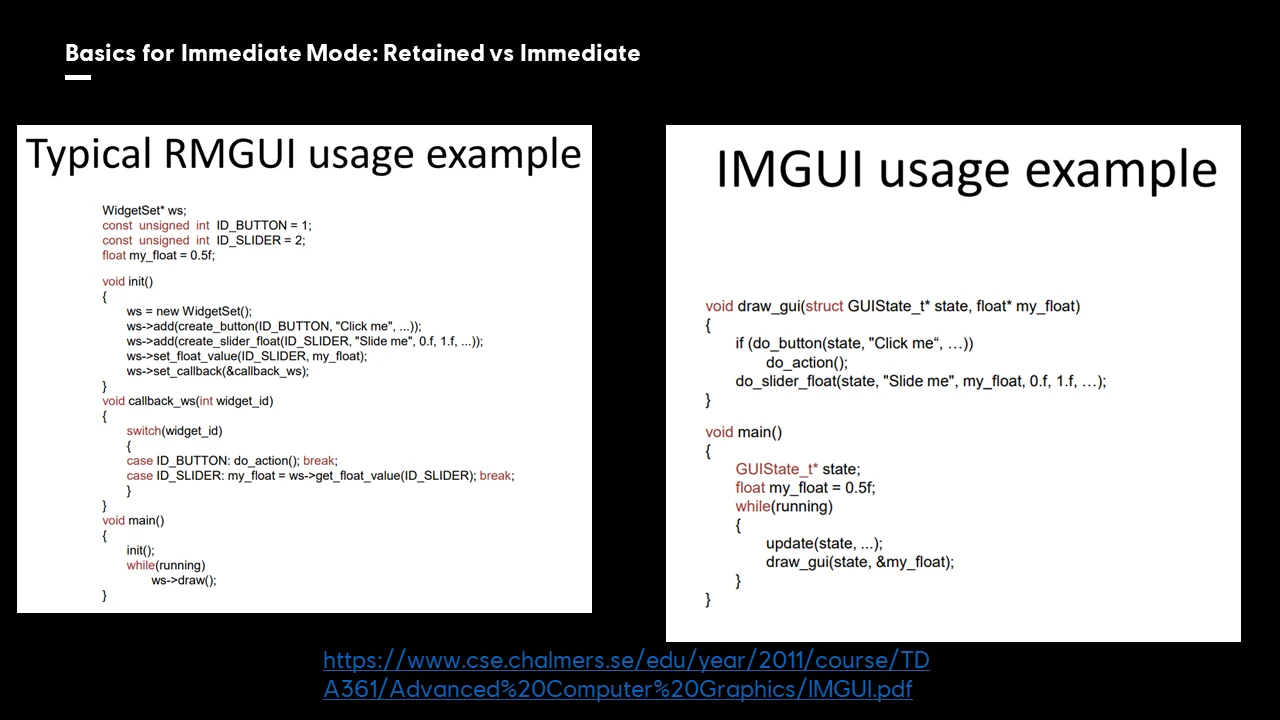 Basics for Immediate Mode: Retained vs Immediate
Typical RMGUI usage example
WidgetSet* ws;
const unsigned int ID_BUTTON = 1;
const unsigned int ID_SLIDER = 2;
float my_float = 0.5f;
void init()
{
ws = new WidgetSet();
ws->add(create_button(ID_BUTTON, "Click me", ...));
ws->add(create_slider_float(ID_SLIDER, "Slide me", 0.f, 1.f, ...));
ws->set_float_value(ID_SLIDER, my_float);
ws->set_callback(&callback_ws);
}
void callback_ws(int widget_id)
{
switch(widget_id)
{
case ID_BUTTON: do_action(); break;
case ID_SLIDER: my_float = ws->get_float_value(ID_SLIDER); break;
}
}
void main()
{
init();
while(running)
ws->draw();
}
IMGUI usage example
void draw_gui(struct GUIState_t* state, float* my_float)
{
if (do_button(state, "Click me“, …))
do_action();
do_slider_float(state, "Slide me", my_float, 0.f, 1.f, …);
}
void main()
{
GUIState_t* state;
float my_float = 0.5f;
while(running)
{
update(state, ...);
draw_gui(state, &my_float);
}
}
https://www.cse.chalmers.se/edu/year/2011/course/TD
A361/Advanced%20Computer%20Graphics/IMGUI.pdf